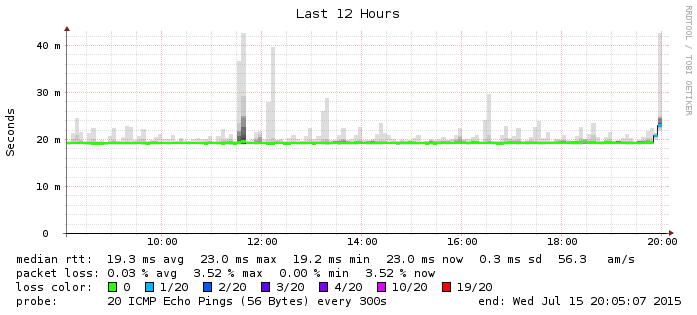 Last 12 Hours
RRDTOOL / TOBI OETIKER
Seconds
40 m
30 m
20 m
10 m
0
10:00 12:00 14:00 16:00 18:00 20:00
median rtt: 19.3 ms avg 23.0 ms max 19.2 ms min 23.0 ms now 0.3 ms sd 56.3 am/s
packet loss: 0.03 % avg 3.52 % max 0.00 % min 3.52 % now
loss color: 0 1/20 2/20 3/20 4/20 10/20 19/20
probe: 20 ICMP Echo Pings (56 Bytes) every 300s end: Wed Jul 15 20:05:07 2015